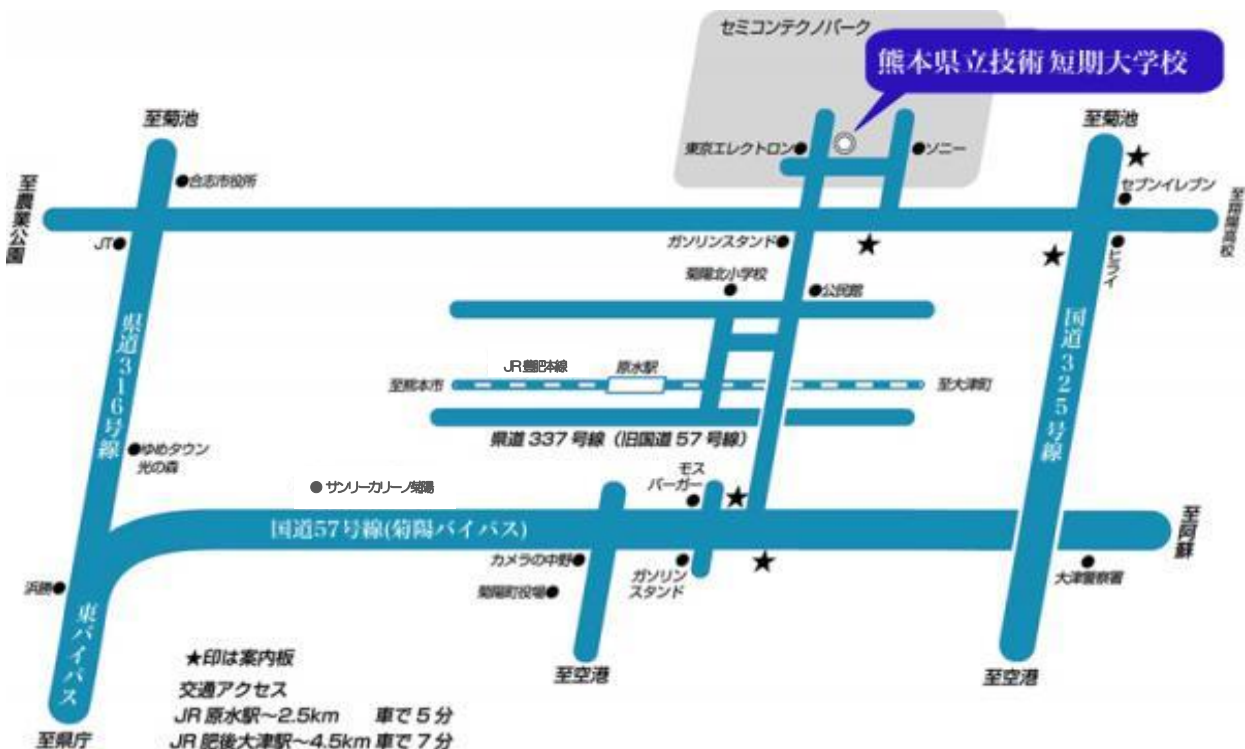 セミコンテクノパーク
熊本県立技術短期大学校
至菊池
至菊池
東京エレクトロン
ソニー
合志市役所
セブンイレブン
至農業公園
至翔陽高校
JT
ガソリンスタンド
ヒライ
菊陽北小学校
公民館
県道316号線
国道325号線
JR豊肥本線
原水駅
至熊本市
至大津町
県道 337 号線（旧国道 57 号線）
ゆめタウン
光の森
サンリーカリーノ菊陽
モス
バーガー
国道57号線(菊陽バイパス)
至阿蘇
カメラの中野
ガソリン
スタンド
大津警察署
浜勝
菊陽町役場
東バイパス
★印は案内板
至空港
至空港
交通アクセス
JR 原水駅～2.5km 車で 5 分
至県庁
JR 肥後大津駅～4.5km 車で 7 分